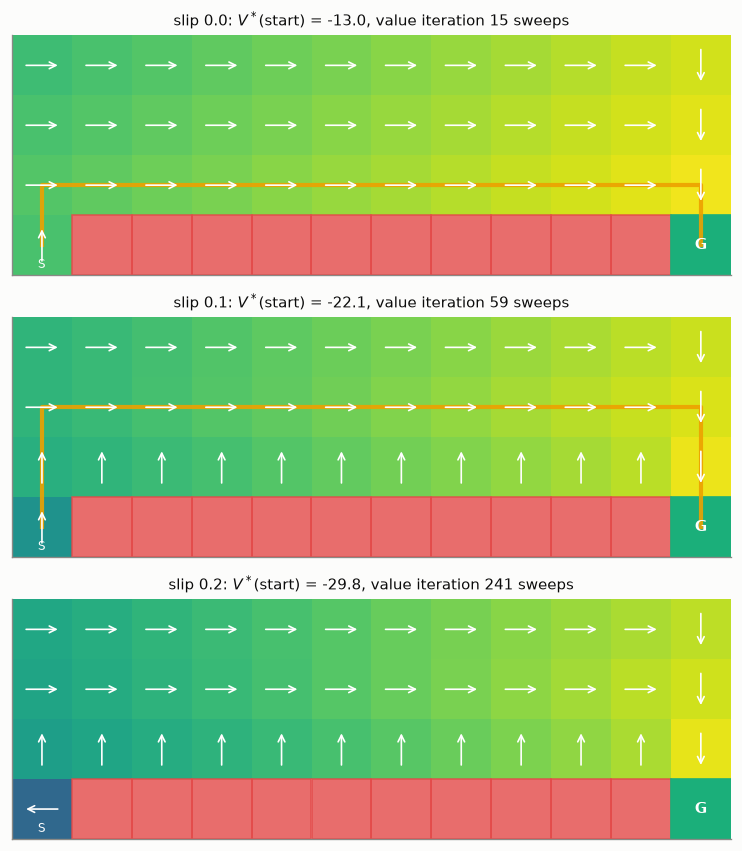 slip 0.0: V*(start) = -13.0, value iteration 15 sweeps
S
G
slip 0.1: V*(start) = -22.1, value iteration 59 sweeps
S
G
slip 0.2: V*(start) = -29.8, value iteration 241 sweeps
S
G